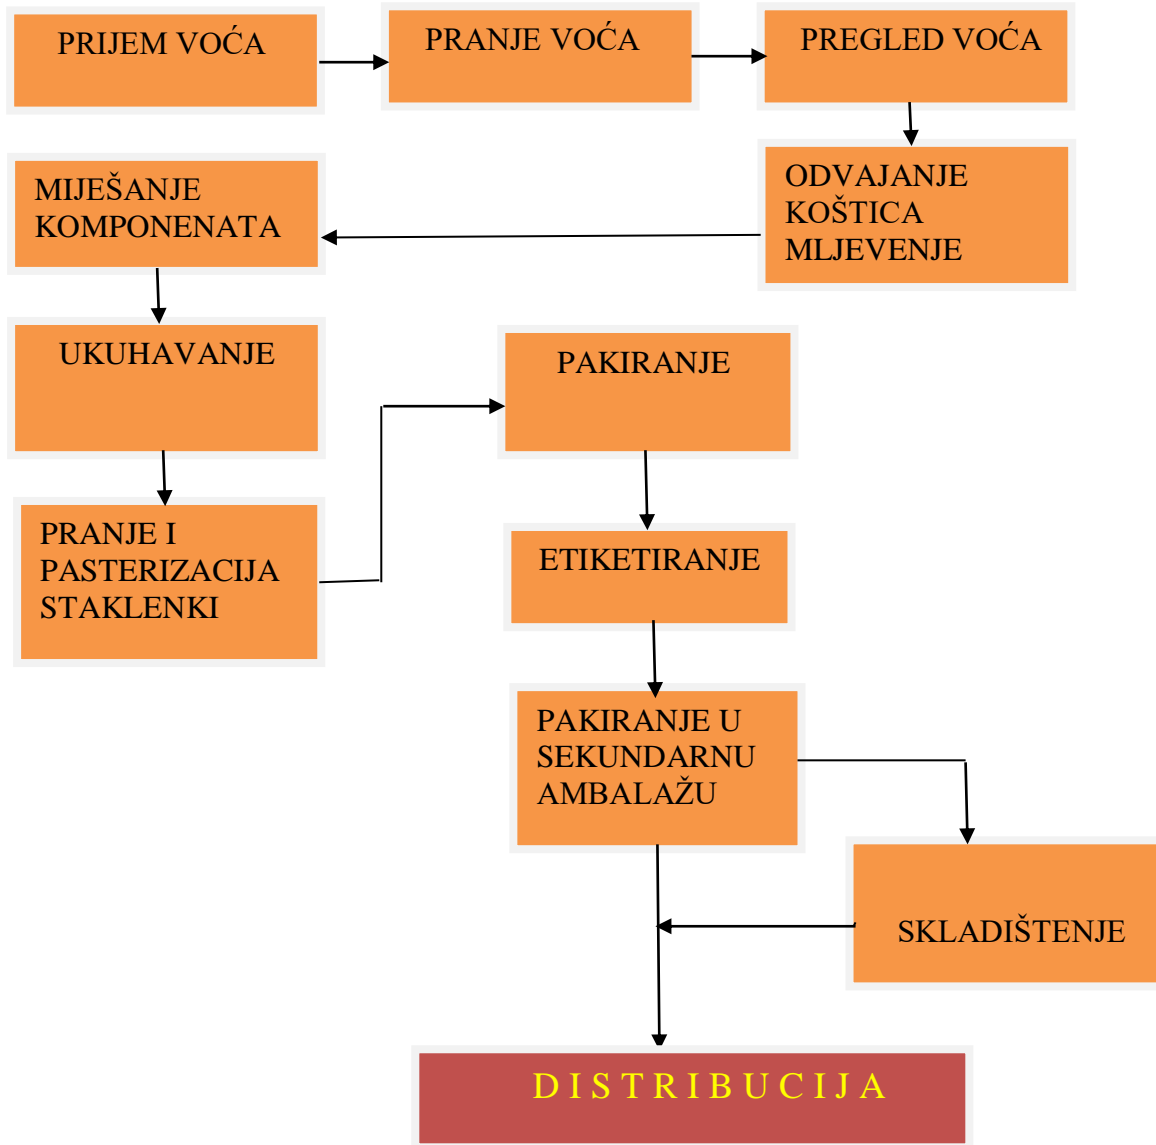 PRIJEM VOĆA
PRANJE VOĆA
PREGLED VOĆA
ODVAJANJE
KOŠTICA
MLJEVENJE
MIJEŠANJE
KOMPONENATA
UKUHAVANJE
PRANJE I
PASTERIZACIJA
STAKLENKI
PAKIRANJE
ETIKETIRANJE
PAKIRANJE U
SEKUNDARNU
AMBALAŽU
SKLADIŠTENJE
D I S T R I B U C I J A